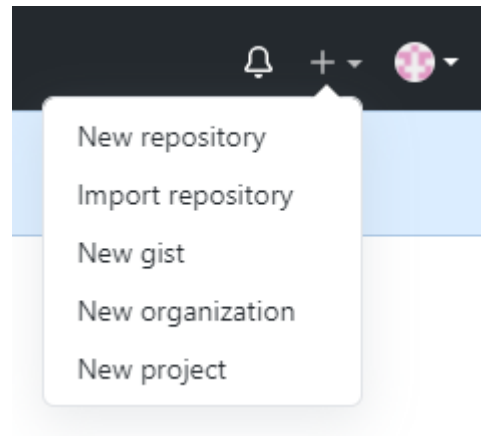 New repository
Import repository
New gist
New organization
New project